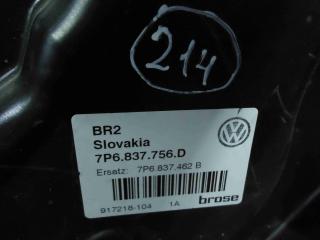 214
BR2
Slovakia
7P6.837.756.D
Ersatz: 7P6.837.462 B
917218-104 1A
brose